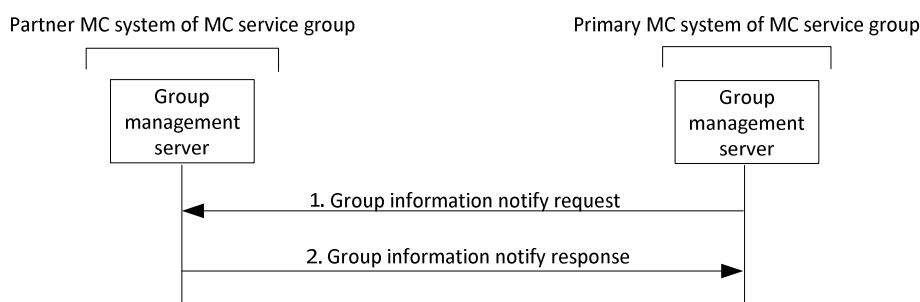 Partner MC system of MC service group
Primary MC system of MC service group
Group
management
server
Group
management
server
1. Group information notify request
2. Group information notify response